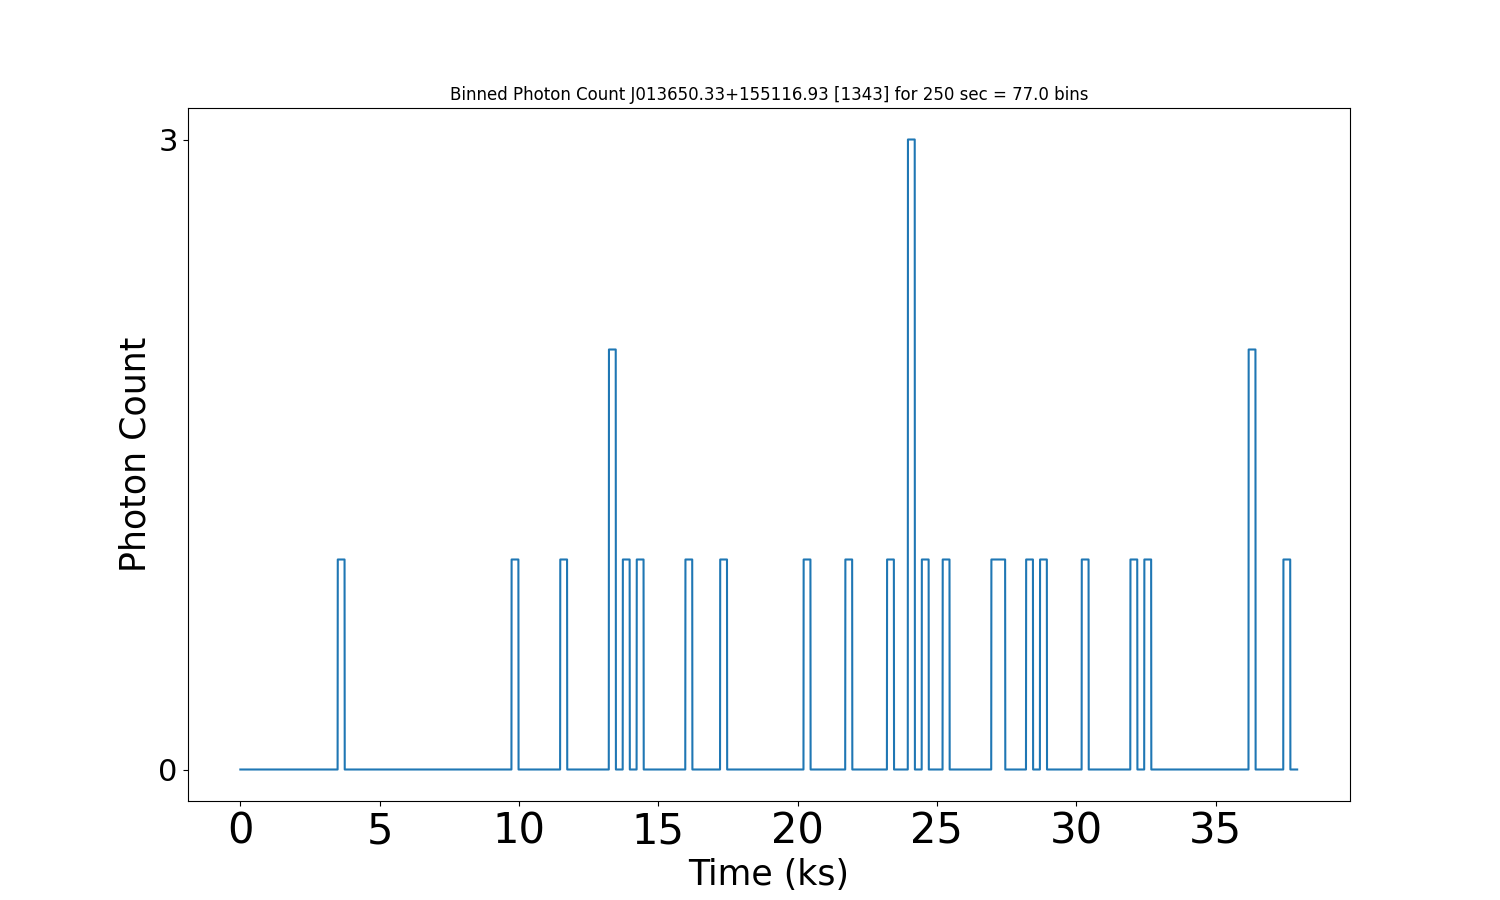 Binned Photon Count J013650.33+155116.93 [1343] for 250 sec = 77.0 bins
3
0
Photon Count
0 5 10 15 20 25 30 35
Time (ks)